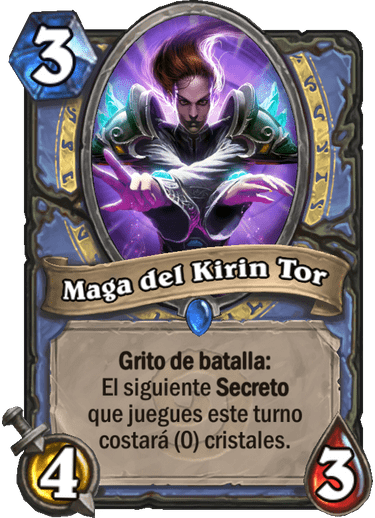 3
Maga del Kirin Tor
Grito de batalla:
El siguiente Secreto
que juegues este turno
costará (0) cristales.
4
3